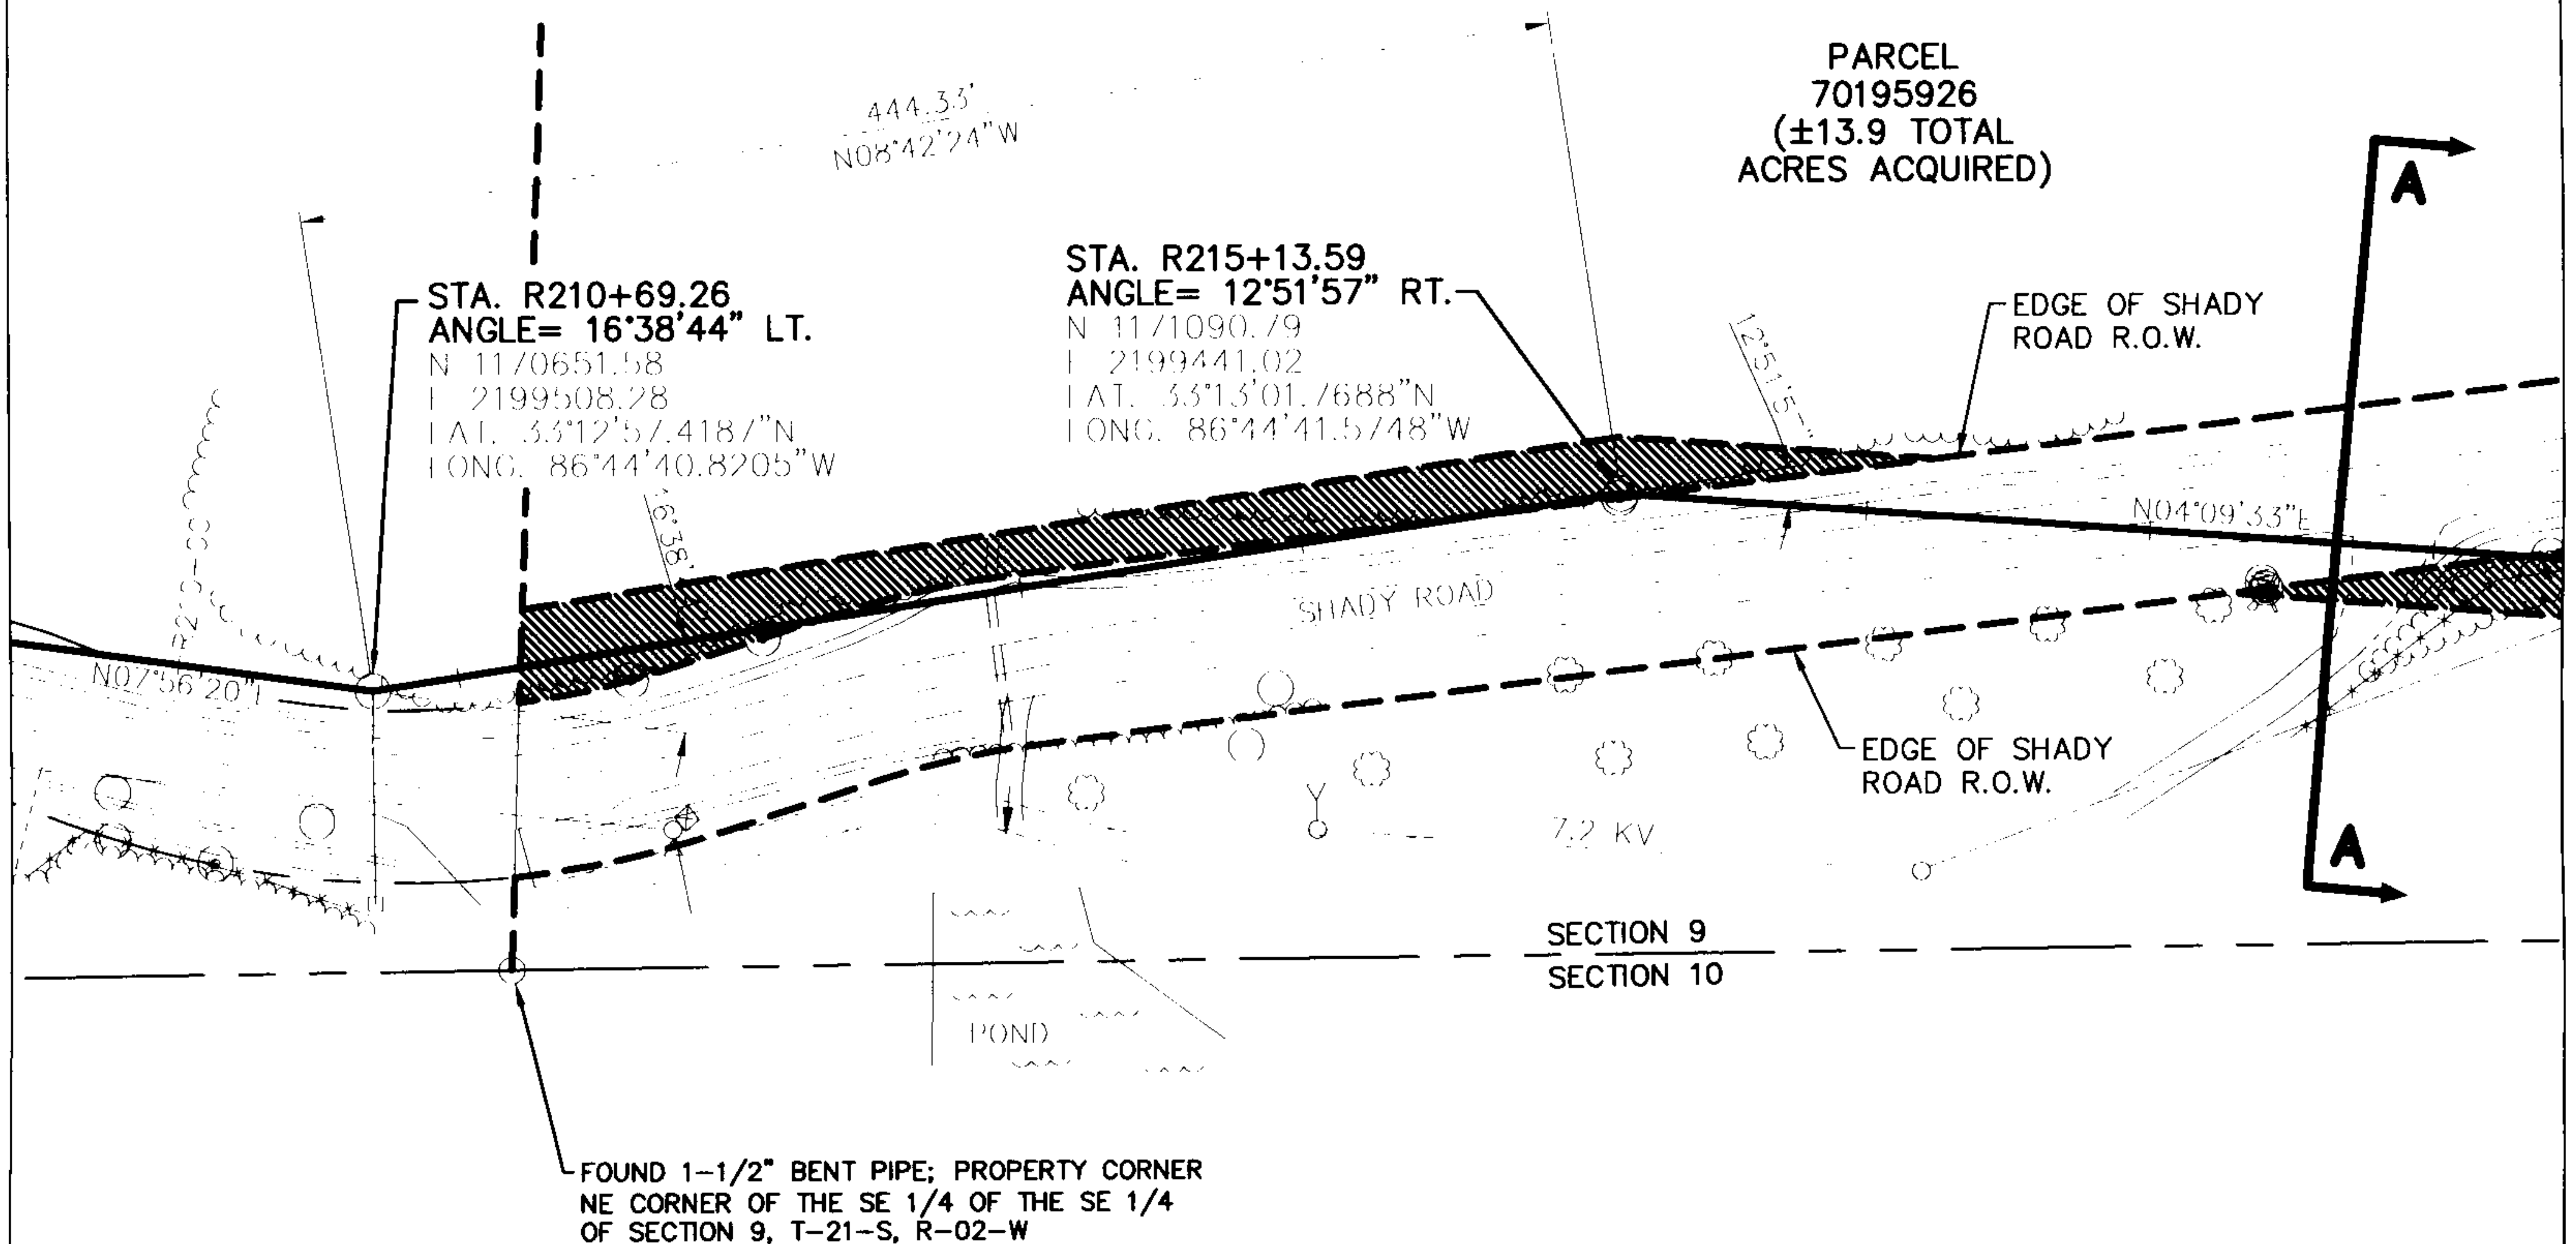 444.33'
N08°42'24"W
PARCEL
70195926
(±13.9 TOTAL
ACRES ACQUIRED)
A
STA. R210+69.26
ANGLE= 16°38'44" LT.
N 1170651.58
E 2199508.28
LAT. 33°12'57.4187"N
LONG. 86°44'40.8205"W
STA. R215+13.59
ANGLE= 12°51'57" RT.
N 1171090.79
E 2199441.02
LAT. 33°13'01.7688"N
LONG. 86°44'41.5748"W
12°51'57"
EDGE OF SHADY
ROAD R.O.W.
N04°09'33"E
SHADY ROAD
N07°56'20"E
EDGE OF SHADY
ROAD R.O.W.
7.2 KV
A
SECTION 9
SECTION 10
POND
FOUND 1-1/2" BENT PIPE; PROPERTY CORNER
NE CORNER OF THE SE 1/4 OF THE SE 1/4
OF SECTION 9, T-21-S, R-02-W